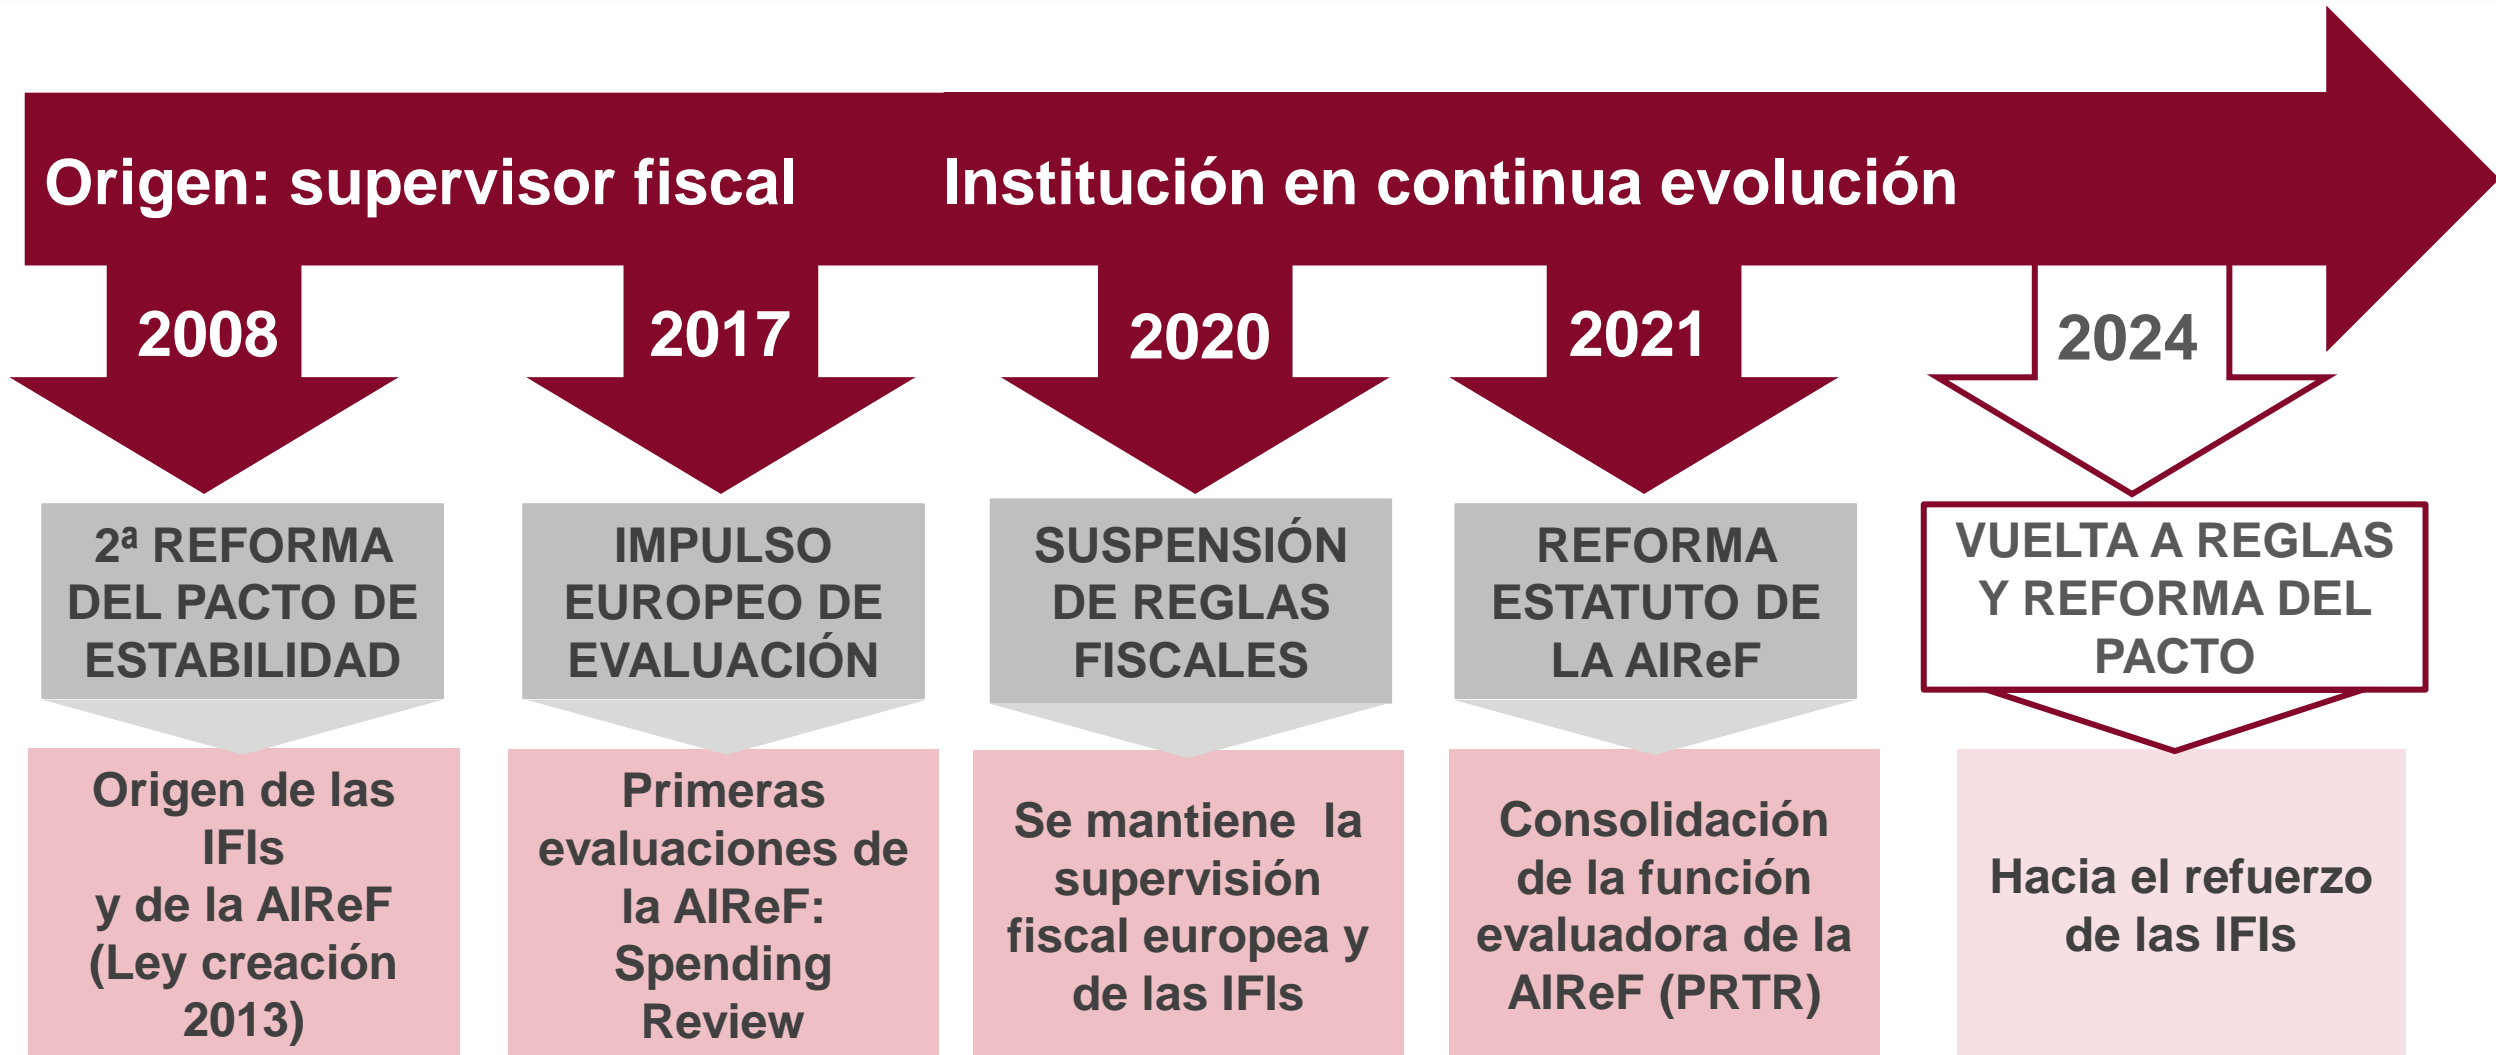 Origen: supervisor fiscal
Institución en continua evolución
2008
2017
2020
2021
2024
2ª REFORMA
DEL PACTO DE
ESTABILIDAD
IMPULSO
EUROPEO DE
EVALUACIÓN
SUSPENSIÓN
DE REGLAS
FISCALES
REFORMA
ESTATUTO DE
LA AIReF
VUELTA A REGLAS
Y REFORMA DEL
PACTO
Origen de las
IFIs
y de la AIReF
(Ley creación
2013)
Primeras
evaluaciones de
la AIReF:
Spending
Review
Se mantiene  la
supervisión
fiscal europea y
de las IFIs
Consolidación
de la función
evaluadora de la
AIReF (PRTR)
Hacia el refuerzo
de las IFIs